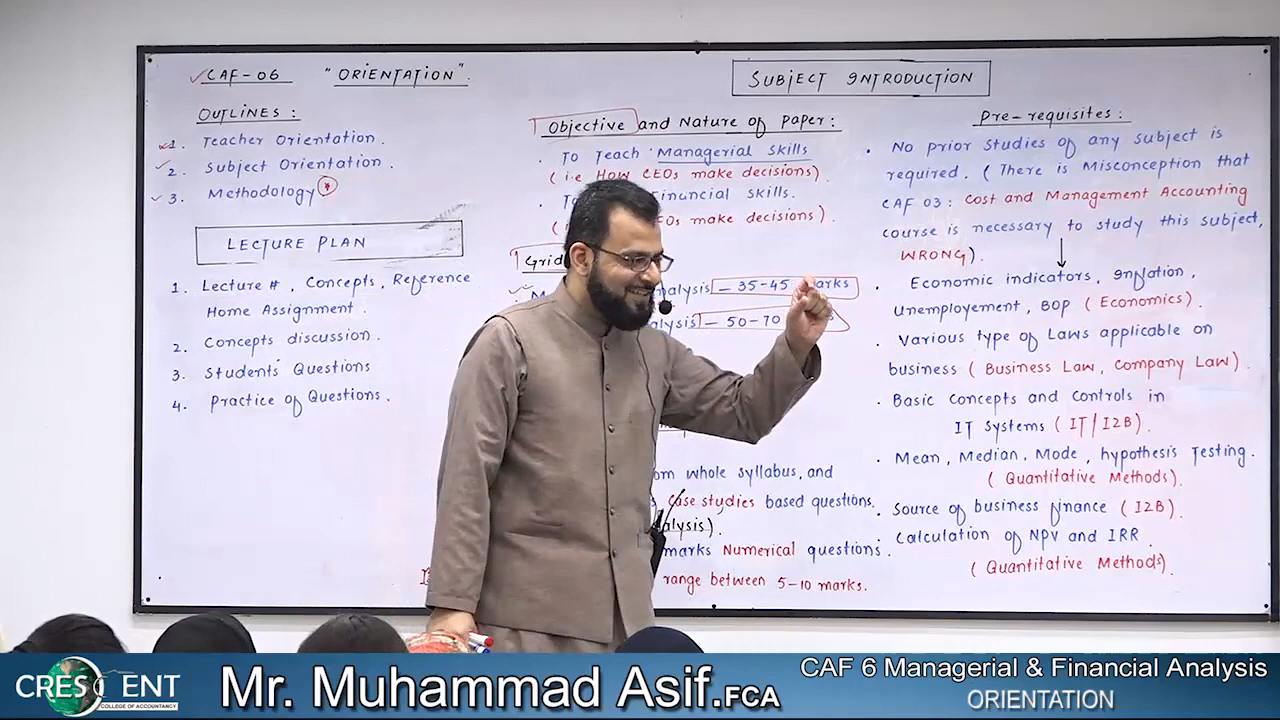 ✓CAF-06 "ORIENTATION".
OUTLINES:
1. Teacher Orientation.
2. Subject Orientation.
3. Methodology *
LECTURE PLAN
1. Lecture #, Concepts, Reference
Home Assignment.
2. Concepts discussion.
3. Students' Questions
4. Practice of Questions.
SUBJECT INTRODUCTION
Objective and Nature of paper:
. To Teach Managerial Skills
(i.e How CEOs make decisions).
Financial Skills.
make decisions).
Grid
nalysis – 35-45 marks
alysis – 50-70
om whole syllabus, and
case studies based questions.
alysis).
marks Numerical questions.
range between 5-10 marks.
Pre-requisites:
. No prior studies of any subject is
required. (There is Misconception that
CAF 03: Cost and Management Accounting
course is necessary to study this subject,
WRONG).
. Economic indicators, Inflation,
Unemployement, BOP (Economics).
. Various type of Laws applicable on
business (Business Law, Company Law).
. Basic concepts and controls in
IT Systems (IT/I2B).
. Mean, Median, Mode, hypothesis Testing.
(Quantitative Methods).
. Source of business finance (I2B).
. Calculation of NPV and IRR.
(Quantitative Methods).
CRESCENT
COLLEGE OF ACCOUNTANCY
Mr. Muhammad Asif.FCA
CAF 6 Managerial & Financial Analysis
ORIENTATION